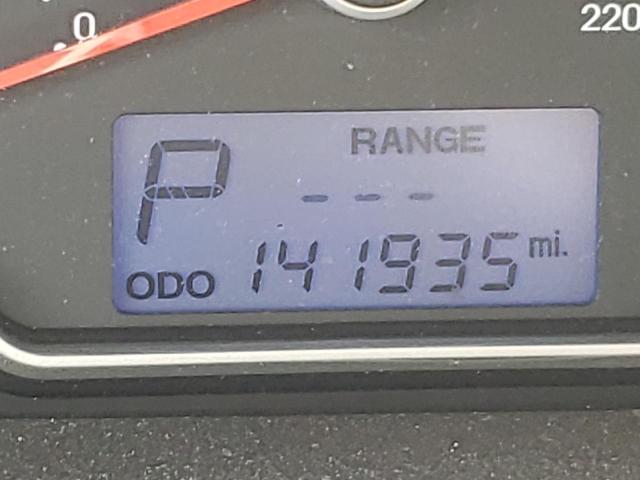 0
220
P RANGE
- - -
ODO 141935 mi.